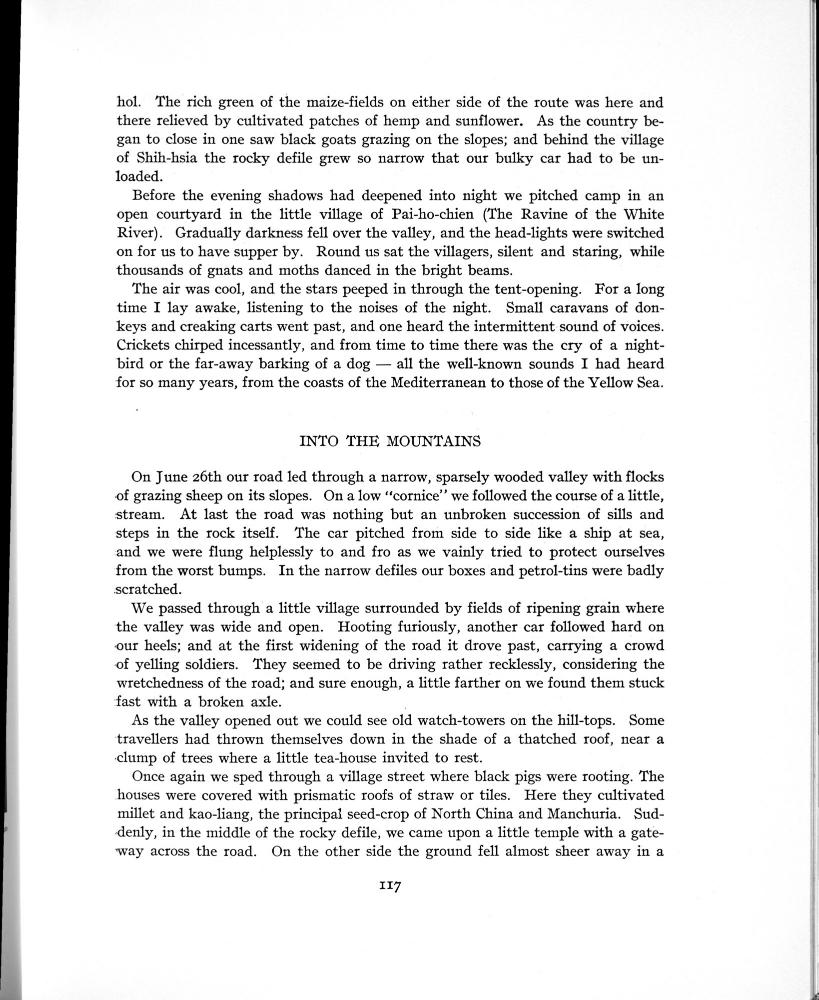 hol. The rich green of the maize-fields on either side of the route was here and
there relieved by cultivated patches of hemp and sunflower. As the country be-
gan to close in one saw black goats grazing on the slopes; and behind the village
of Shih-hsia the rocky defile grew so narrow that our bulky car had to be un-
loaded.
Before the evening shadows had deepened into night we pitched camp in an
open courtyard in the little village of Pai-ho-chien (The Ravine of the White
River). Gradually darkness fell over the valley, and the head-lights were switched
on for us to have supper by. Round us sat the villagers, silent and staring, while
thousands of gnats and moths danced in the bright beams.
The air was cool, and the stars peeped in through the tent-opening. For a long
time I lay awake, listening to the noises of the night. Small caravans of don-
keys and creaking carts went past, and one heard the intermittent sound of voices.
Crickets chirped incessantly, and from time to time there was the cry of a night-
bird or the far-away barking of a dog — all the well-known sounds I had heard
for so many years, from the coasts of the Mediterranean to those of the Yellow Sea.
INTO THE MOUNTAINS
On June 26th our road led through a narrow, sparsely wooded valley with flocks
of grazing sheep on its slopes. On a low "cornice" we followed the course of a little,
stream. At last the road was nothing but an unbroken succession of sills and
steps in the rock itself. The car pitched from side to side like a ship at sea,
and we were flung helplessly to and fro as we vainly tried to protect ourselves
from the worst bumps. In the narrow defiles our boxes and petrol-tins were badly
scratched.
We passed through a little village surrounded by fields of ripening grain where
the valley was wide and open. Hooting furiously, another car followed hard on
our heels; and at the first widening of the road it drove past, carrying a crowd
of yelling soldiers. They seemed to be driving rather recklessly, considering the
wretchedness of the road; and sure enough, a little farther on we found them stuck
fast with a broken axle.
As the valley opened out we could see old watch-towers on the hill-tops. Some
travellers had thrown themselves down in the shade of a thatched roof, near a
clump of trees where a little tea-house invited to rest.
Once again we sped through a village street where black pigs were rooting. The
houses were covered with prismatic roofs of straw or tiles. Here they cultivated
millet and kao-liang, the principal seed-crop of North China and Manchuria. Sud-
denly, in the middle of the rocky defile, we came upon a little temple with a gate-
way across the road. On the other side the ground fell almost sheer away in a
117